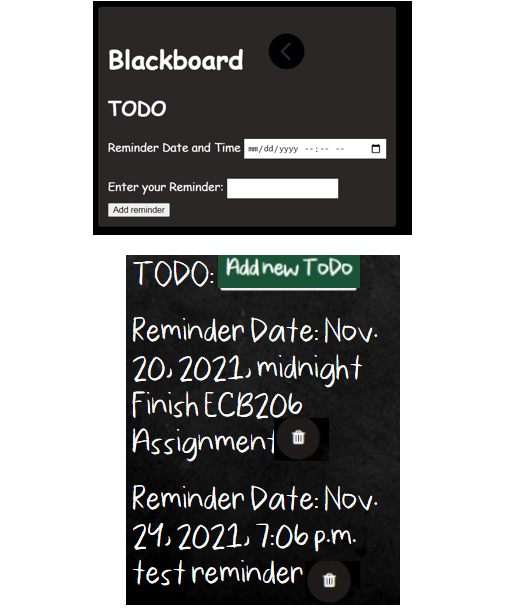 Blackboard
TODO
Reminder Date and Time mm/dd/yyyy --:-- --
Enter your Reminder:
Add reminder
TODO: Add new ToDo
Reminder Date: Nov.
20, 2021, midnight
Finish ECB206
Assignment
Reminder Date: Nov.
24, 2021, 7:06 p.m.
test reminder